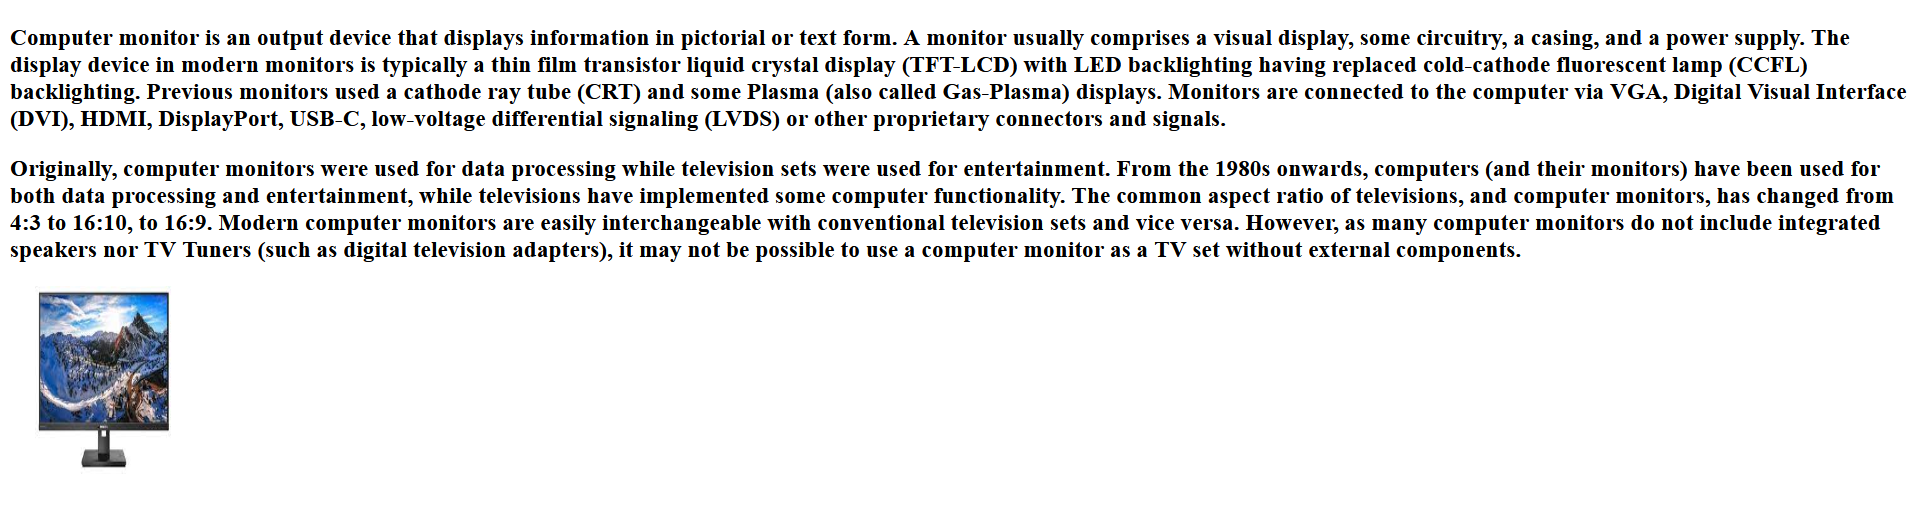 Computer monitor is an output device that displays information in pictorial or text form. A monitor usually comprises a visual display, some circuitry, a casing, and a power supply. The
display device in modern monitors is typically a thin film transistor liquid crystal display (TFT-LCD) with LED backlighting having replaced cold-cathode fluorescent lamp (CCFL)
backlighting. Previous monitors used a cathode ray tube (CRT) and some Plasma (also called Gas-Plasma) displays. Monitors are connected to the computer via VGA, Digital Visual Interface
(DVI), HDMI, DisplayPort, USB-C, low-voltage differential signaling (LVDS) or other proprietary connectors and signals.
Originally, computer monitors were used for data processing while television sets were used for entertainment. From the 1980s onwards, computers (and their monitors) have been used for
both data processing and entertainment, while televisions have implemented some computer functionality. The common aspect ratio of televisions, and computer monitors, has changed from
4:3 to 16:10, to 16:9. Modern computer monitors are easily interchangeable with conventional television sets and vice versa. However, as many computer monitors do not include integrated
speakers nor TV Tuners (such as digital television adapters), it may not be possible to use a computer monitor as a TV set without external components.